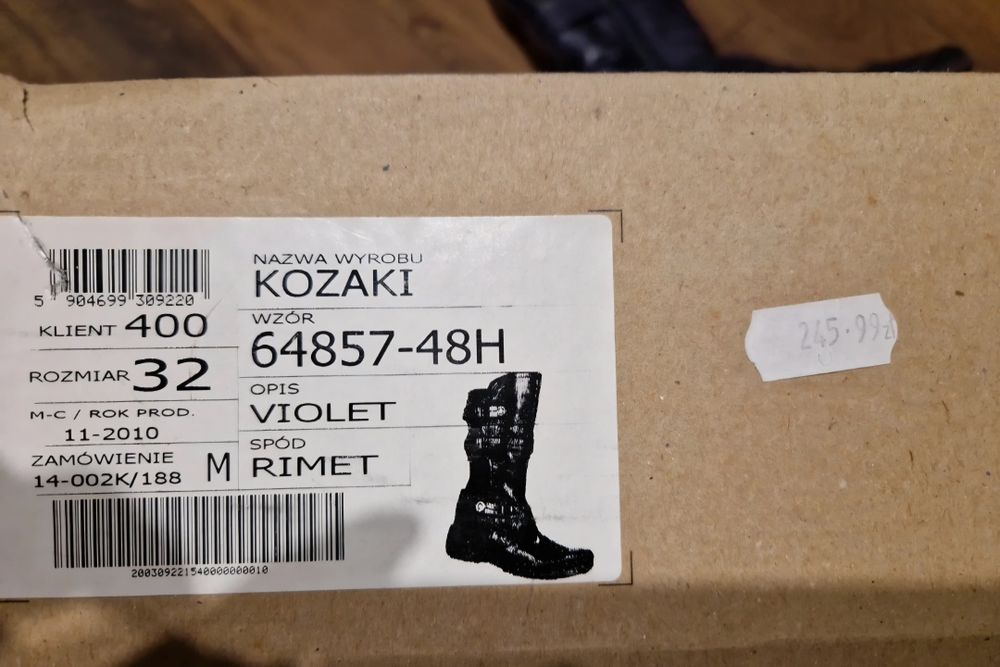 5 904699 309220
KLIENT 400
ROZMIAR 32
M-C / ROK PROD.
11-2010
ZAMÓWIENIE
14-002K/188
M
NAZWA WYROBU
KOZAKI
WZÓR
64857-48H
OPIS
VIOLET
SPÓD
RIMET
2003092215400000000010
245.99zł